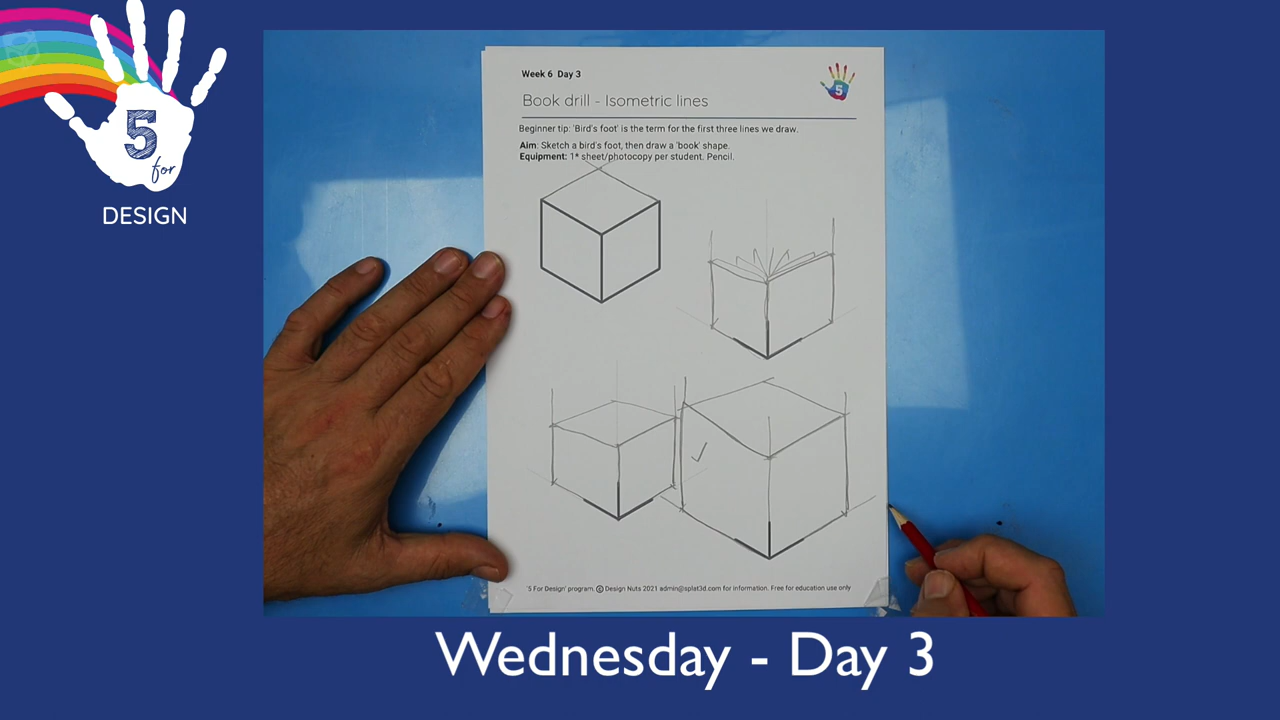 5
for
DESIGN
Week 6 Day 3
5
Book drill - Isometric lines
Beginner tip: 'Bird's foot' is the term for the first three lines we draw.
Aim: Sketch a bird's foot, then draw a 'book' shape.
Equipment: 1* sheet/photocopy per student. Pencil.
'5 For Design' program. © Design Nuts 2021 admin@splat3d.com for information. Free for education use only
Wednesday - Day 3